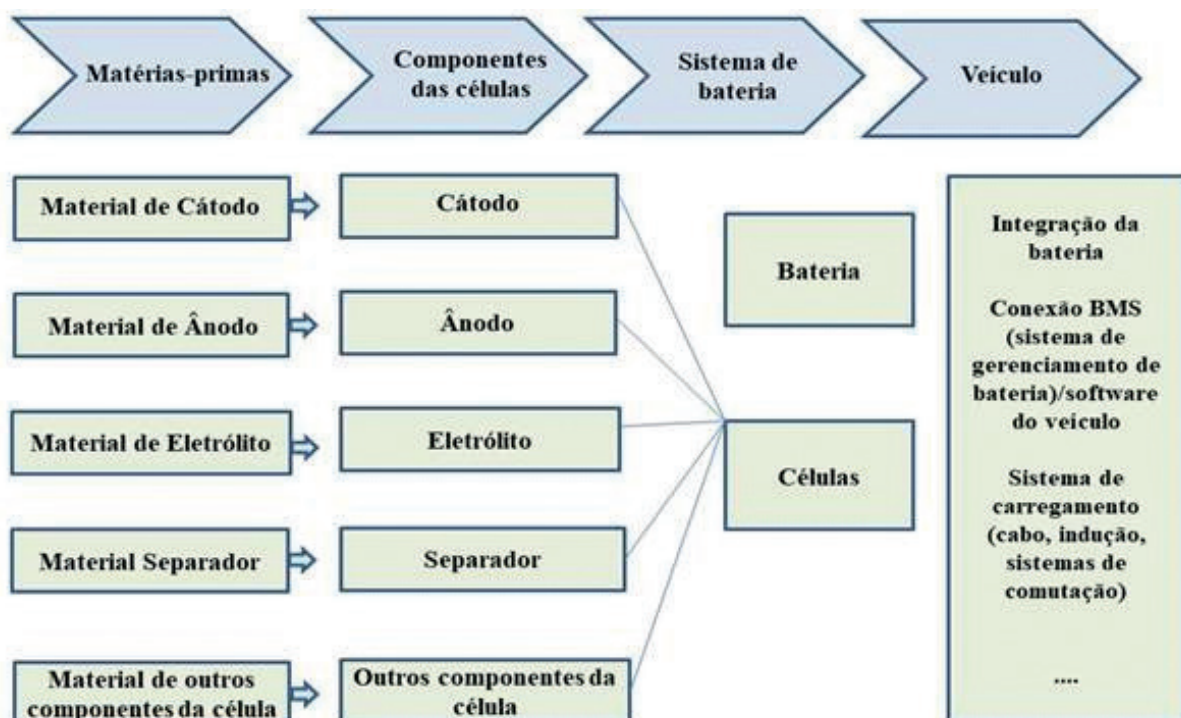 Matérias-primas
Componentes
das células
Sistema de
bateria
Veículo
Material de Cátodo
Cátodo
Material de Ânodo
Ânodo
Material de Eletrólito
Eletrólito
Material Separador
Separador
Material de outros
componentes da célula
Outros componentes da
célula
Bateria
Células
Integração da
bateria
Conexão BMS
(sistema de
gerenciamento de
bateria)/software
do veículo
Sistema de
carregamento
(cabo, indução,
sistemas de
comutação)
....